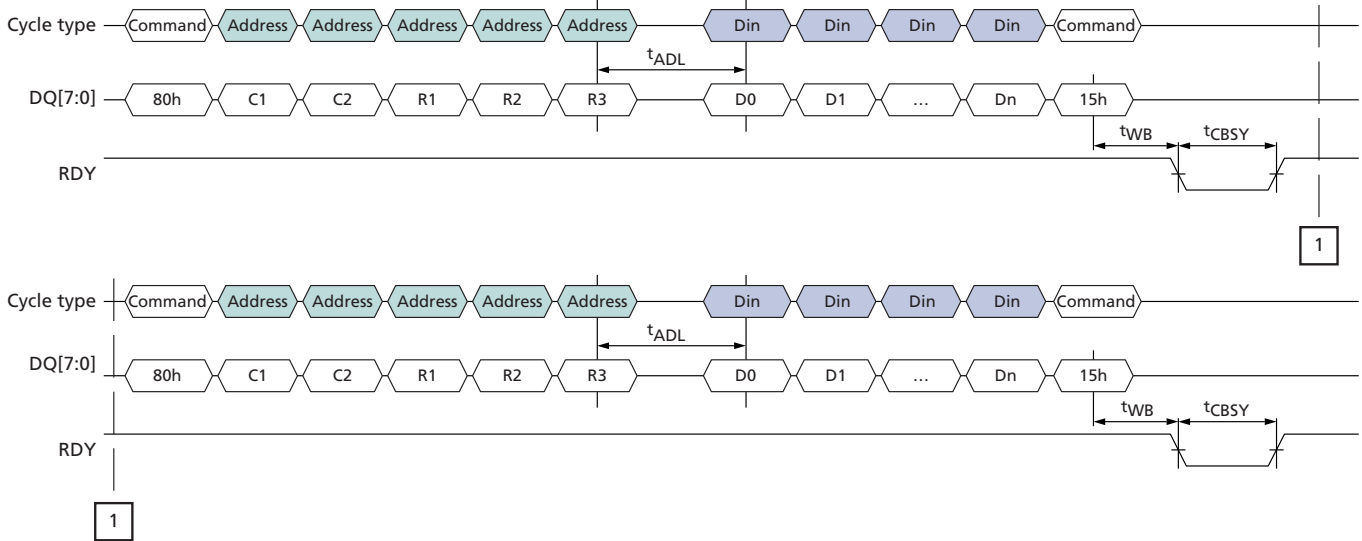 Cycle type Command Address Address Address Address Address Din Din Din Din Command
tADL
DQ[7:0] 80h C1 C2 R1 R2 R3 D0 D1 … Dn 15h
tWB tCBSY
RDY
1
Cycle type Command Address Address Address Address Address Din Din Din Din Command
tADL
DQ[7:0] 80h C1 C2 R1 R2 R3 D0 D1 … Dn 15h
tWB tCBSY
RDY
1